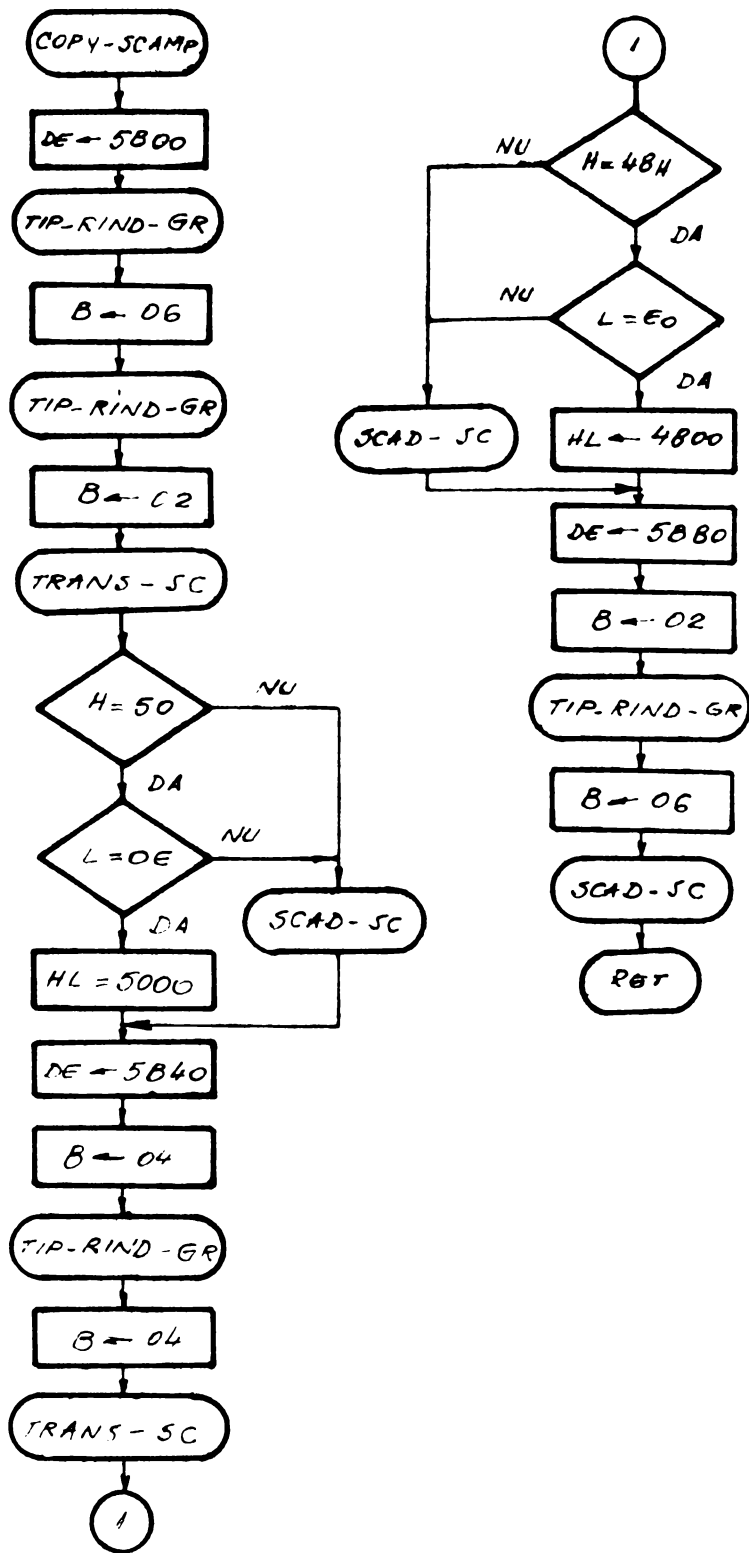 COPY-SCAMP
DE ← 5B00
TIP-RIND-GR
B ← 06
TIP-RIND-GR
B ← 02
TRANS-SC
H = 50
NU
DA
L = 0E
NU
DA
SCAD-SC
HL = 5000
DE ← 5B40
B ← 04
TIP-RIND-GR
B ← 04
TRANS-SC
1
1
H = 48H
NU
DA
L = E0
NU
DA
SCAD-SC
HL ← 4800
DE ← 5B80
B ← 02
TIP-RIND-GR
B ← 06
SCAD-SC
RET